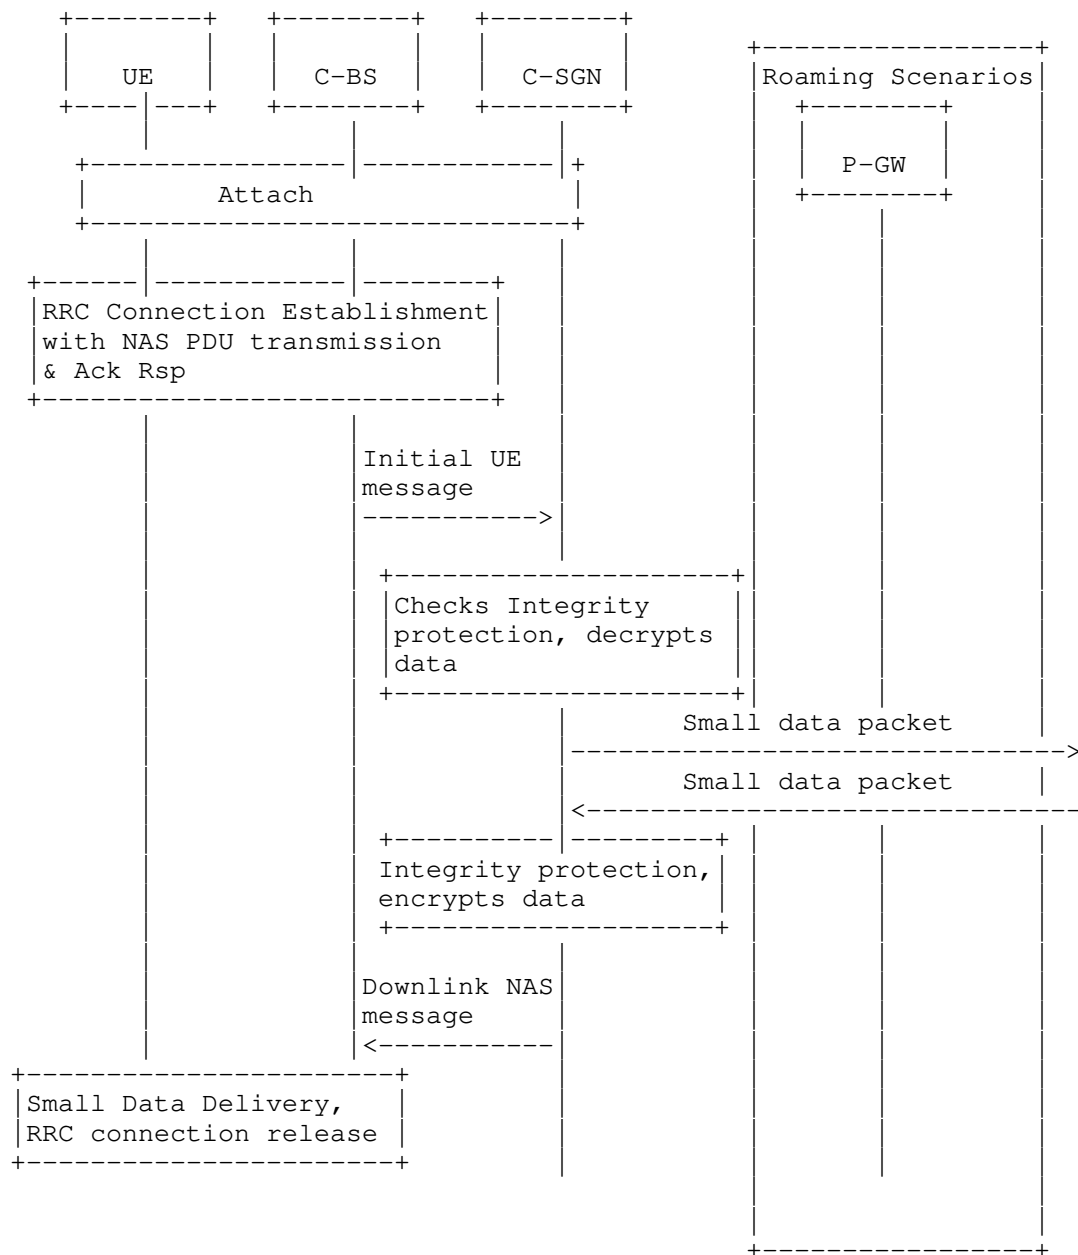 UE
C-BS
C-SGN
Roaming Scenarios
P-GW
Attach
RRC Connection Establishment
with NAS PDU transmission
& Ack Rsp
Initial UE
message
Checks Integrity
protection, decrypts
data
Small data packet
Small data packet
Integrity protection,
encrypts data
Downlink NAS
message
Small Data Delivery,
RRC connection release